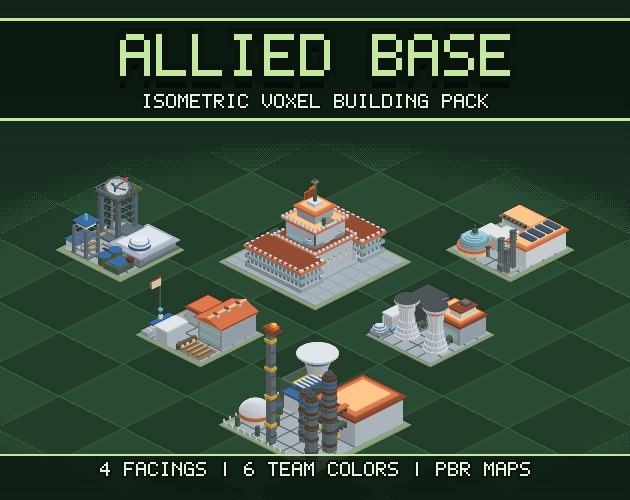 ALLIED BASE
ISOMETRIC VOXEL BUILDING PACK
4 FACINGS | 6 TEAM COLORS | PBR MAPS